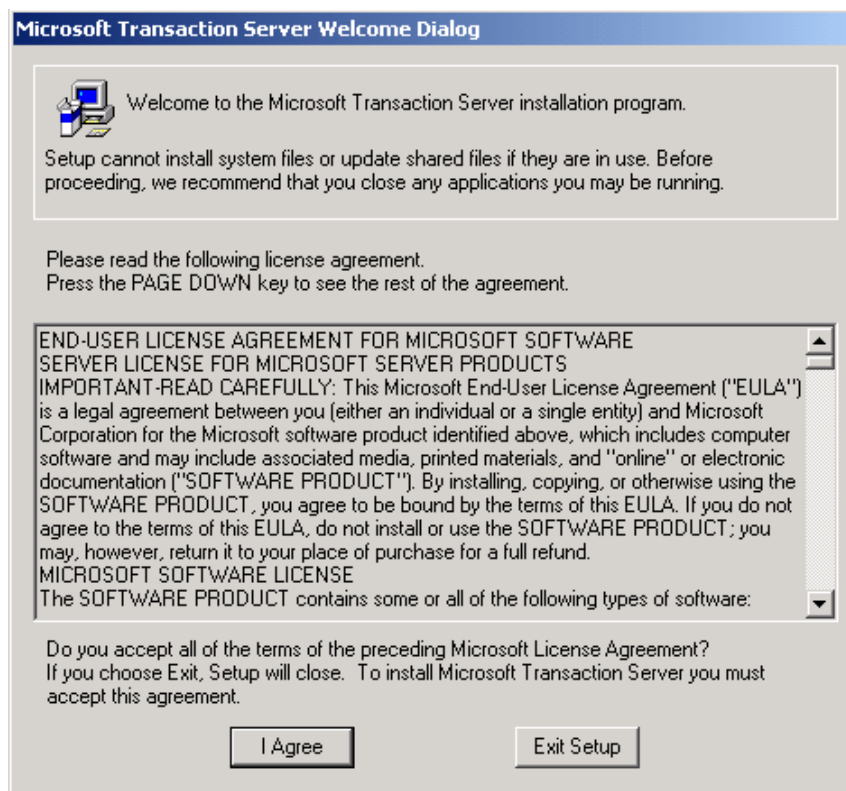 Microsoft Transaction Server Welcome Dialog
Welcome to the Microsoft Transaction Server installation program.
Setup cannot install system files or update shared files if they are in use. Before
proceeding, we recommend that you close any applications you may be running.
Please read the following license agreement.
Press the PAGE DOWN key to see the rest of the agreement.
END-USER LICENSE AGREEMENT FOR MICROSOFT SOFTWARE
SERVER LICENSE FOR MICROSOFT SERVER PRODUCTS
IMPORTANT-READ CAREFULLY: This Microsoft End-User License Agreement ("EULA")
is a legal agreement between you (either an individual or a single entity) and Microsoft
Corporation for the Microsoft software product identified above, which includes computer
software and may include associated media, printed materials, and "online" or electronic
documentation ("SOFTWARE PRODUCT"). By installing, copying, or otherwise using the
SOFTWARE PRODUCT, you agree to be bound by the terms of this EULA. If you do not
agree to the terms of this EULA, do not install or use the SOFTWARE PRODUCT; you
may, however, return it to your place of purchase for a full refund.
MICROSOFT SOFTWARE LICENSE
The SOFTWARE PRODUCT contains some or all of the following types of software:
Do you accept all of the terms of the preceding Microsoft License Agreement?
If you choose Exit, Setup will close. To install Microsoft Transaction Server you must
accept this agreement.
I Agree
Exit Setup